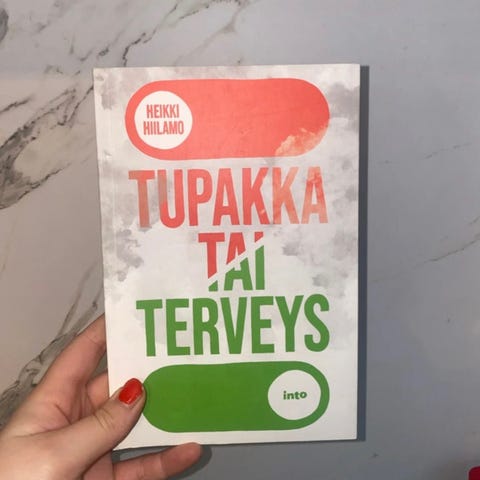 HEIKKI
HIILAMO
TUPAKKA
TAI
TERVEYS
into